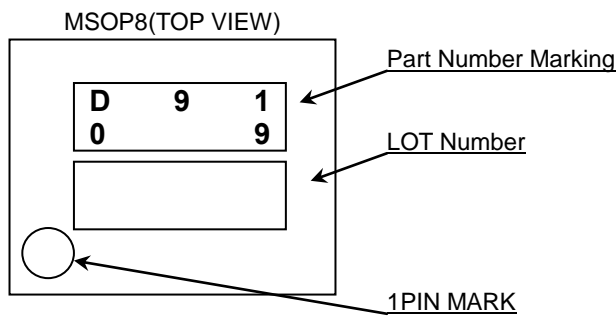 MSOP8(TOP VIEW)
Part Number Marking
D 9 1
0 9
LOT Number
1PIN MARK